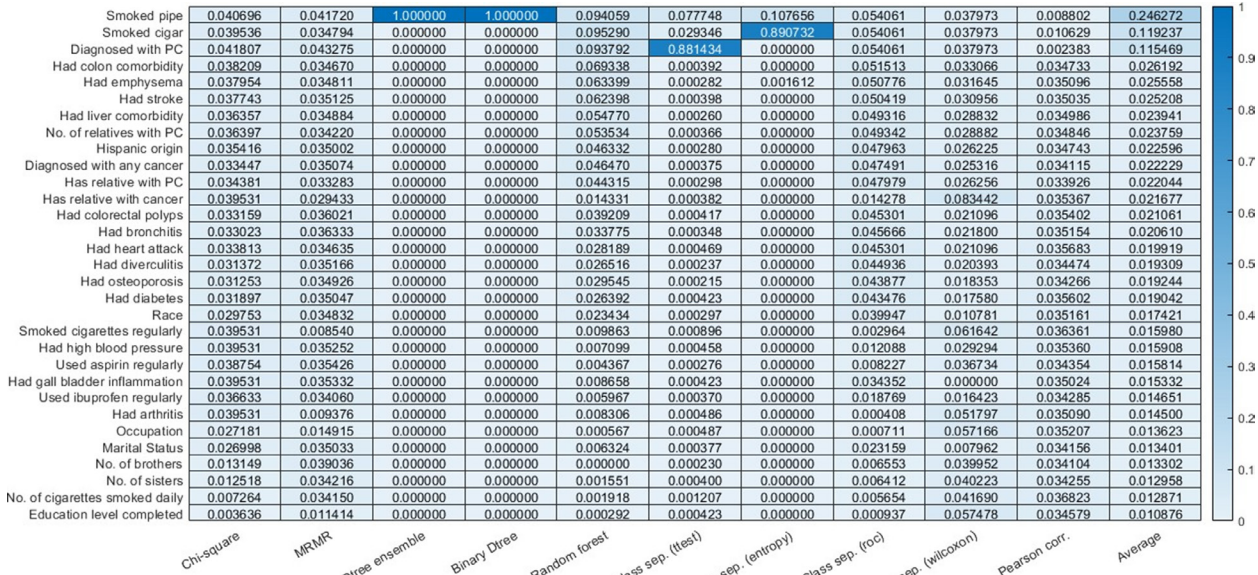 Smoked pipe 0.040696 0.041720 1.000000 1.000000 0.094059 0.077748 0.107656 0.054061 0.037973 0.008802 0.246272
Smoked cigar 0.039536 0.034794 0.000000 0.000000 0.095290 0.029346 0.890732 0.054061 0.037973 0.010629 0.119237
Diagnosed with PC 0.041807 0.043275 0.000000 0.000000 0.093792 0.881434 0.000000 0.054061 0.037973 0.002383 0.115469
Had colon comorbidity 0.038209 0.034670 0.000000 0.000000 0.069338 0.000392 0.000000 0.051513 0.033066 0.034733 0.026192
Had emphysema 0.037954 0.034811 0.000000 0.000000 0.063399 0.000282 0.001612 0.050776 0.031645 0.035096 0.025558
Had stroke 0.037743 0.035125 0.000000 0.000000 0.062398 0.000398 0.000000 0.050419 0.030956 0.035035 0.025208
Had liver comorbidity 0.036357 0.034884 0.000000 0.000000 0.054770 0.000260 0.000000 0.049316 0.028832 0.034986 0.023941
No. of relatives with PC 0.036397 0.034220 0.000000 0.000000 0.053534 0.000366 0.000000 0.049342 0.028882 0.034846 0.023759
Hispanic origin 0.035416 0.035002 0.000000 0.000000 0.046332 0.000280 0.000000 0.047963 0.026225 0.034743 0.022596
Diagnosed with any cancer 0.033447 0.035074 0.000000 0.000000 0.046470 0.000375 0.000000 0.047491 0.025316 0.034115 0.022229
Has relative with PC 0.034381 0.033283 0.000000 0.000000 0.044315 0.000298 0.000000 0.047979 0.026256 0.033926 0.022044
Has relative with cancer 0.039531 0.029433 0.000000 0.000000 0.014331 0.000382 0.000000 0.014278 0.083442 0.035367 0.021677
Had colorectal polyps 0.033159 0.036021 0.000000 0.000000 0.039209 0.000417 0.000000 0.045301 0.021096 0.035402 0.021061
Had bronchitis 0.033023 0.036333 0.000000 0.000000 0.033775 0.000348 0.000000 0.045666 0.021800 0.035154 0.020610
Had heart attack 0.033813 0.034635 0.000000 0.000000 0.028189 0.000469 0.000000 0.045301 0.021096 0.035683 0.019919
Had diverculitis 0.031372 0.035166 0.000000 0.000000 0.026516 0.000237 0.000000 0.044936 0.020393 0.034474 0.019309
Had osteoporosis 0.031253 0.034926 0.000000 0.000000 0.029545 0.000215 0.000000 0.043877 0.018353 0.034266 0.019244
Had diabetes 0.031897 0.035047 0.000000 0.000000 0.026392 0.000423 0.000000 0.043476 0.017580 0.035602 0.019042
Race 0.029753 0.034832 0.000000 0.000000 0.023434 0.000297 0.000000 0.039947 0.010781 0.035161 0.017421
Smoked cigarettes regularly 0.039531 0.008540 0.000000 0.000000 0.009863 0.000896 0.000000 0.002964 0.061642 0.036361 0.015980
Had high blood pressure 0.039531 0.035252 0.000000 0.000000 0.007099 0.000458 0.000000 0.012088 0.029294 0.035360 0.015908
Used aspirin regularly 0.038754 0.035426 0.000000 0.000000 0.004367 0.000276 0.000000 0.008227 0.036734 0.034354 0.015814
Had gall bladder inflammation 0.039531 0.035332 0.000000 0.000000 0.008658 0.000423 0.000000 0.034352 0.000000 0.035024 0.015332
Used ibuprofen regularly 0.036633 0.034060 0.000000 0.000000 0.005967 0.000370 0.000000 0.018769 0.016423 0.034285 0.014651
Had arthritis 0.039531 0.009376 0.000000 0.000000 0.008306 0.000486 0.000000 0.000408 0.051797 0.035090 0.014500
Occupation 0.027181 0.014915 0.000000 0.000000 0.000567 0.000487 0.000000 0.000711 0.057166 0.035207 0.013623
Marital Status 0.026998 0.035033 0.000000 0.000000 0.006324 0.000377 0.000000 0.023159 0.007962 0.034156 0.013401
No. of brothers 0.013149 0.039036 0.000000 0.000000 0.000000 0.000230 0.000000 0.006553 0.039952 0.034104 0.013302
No. of sisters 0.012518 0.034216 0.000000 0.000000 0.001551 0.000400 0.000000 0.006412 0.040223 0.034255 0.012958
No. of cigarettes smoked daily 0.007264 0.034150 0.000000 0.000000 0.001918 0.001207 0.000000 0.005654 0.041690 0.036823 0.012871
Education level completed 0.003636 0.011414 0.000000 0.000000 0.000292 0.000423 0.000000 0.000937 0.057478 0.034579 0.010876
Chi-square MRMR Dtree ensemble Binary Dtree Random forest lass sep. (ttest) sep. (entropy) lass sep. (roc) ep. (wilcoxon) Pearson corr. Average
1
0.9
0.8
0.7
0.6
0.5
0.4
0.3
0.2
0.1
0